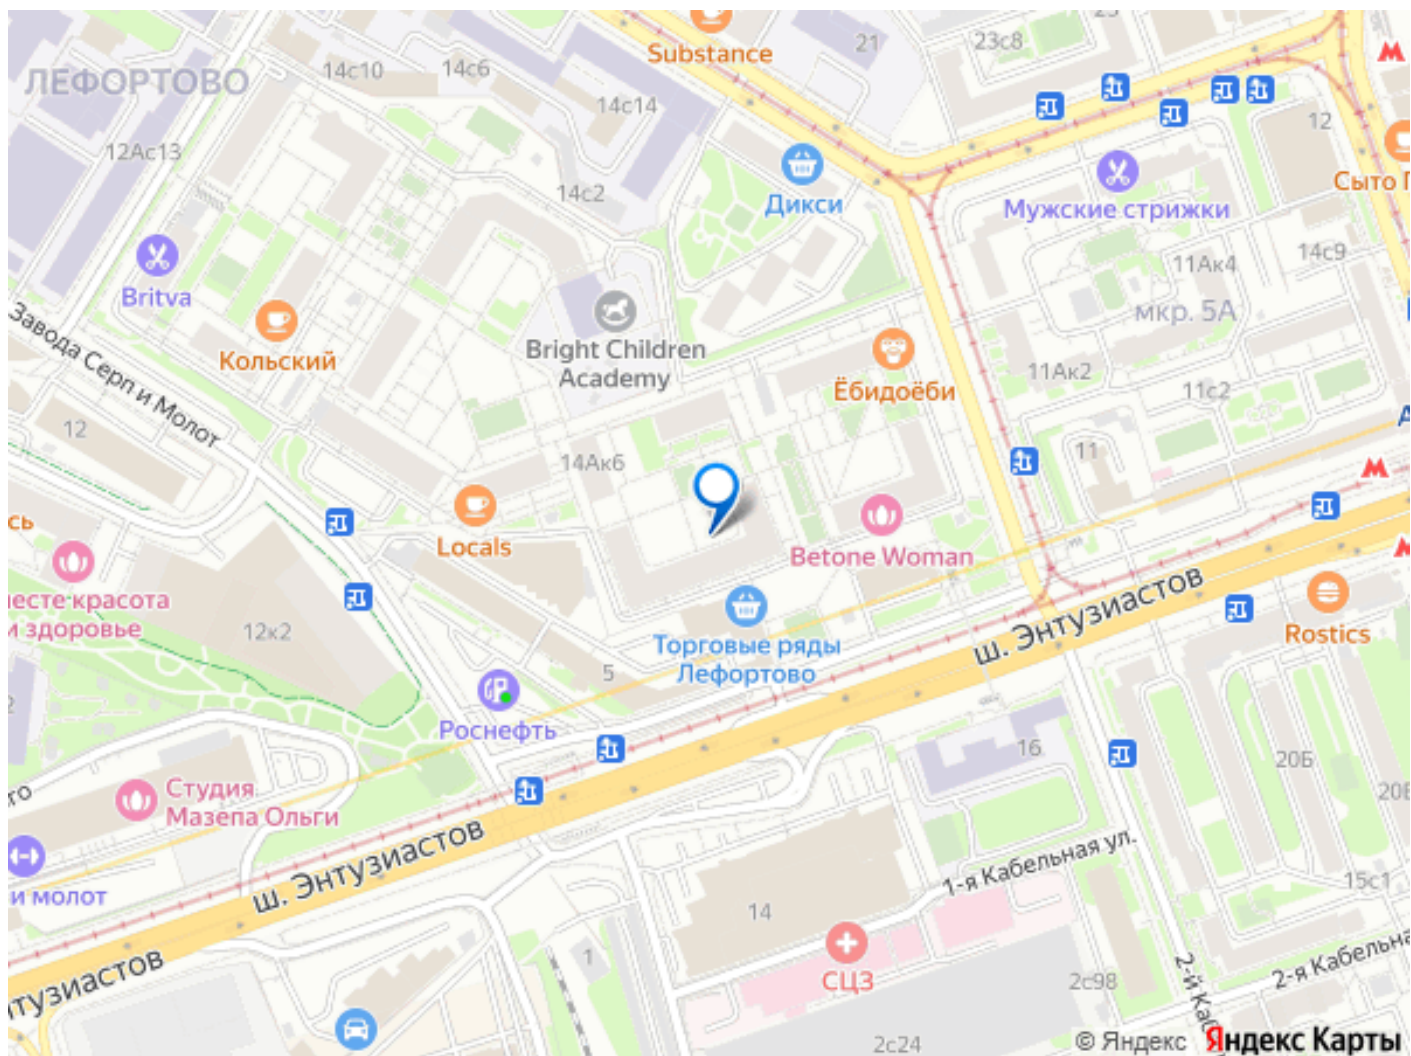 Substance
21
23с8
ЛЕФОРТОВО
14с10
14с6
14с14
12
12Ас13
14с2
Дикси
Сыто
Мужские стрижки
14с9
11Ак4
Britva
мкр. 5А
Завода Серп и Молот
Кольский
Bright Children
Academy
Ёбидоёби
11Ак2
11с2
12
11
14Ак6
Locals
Betone Woman
ш. Энтузиастов
красота
и здоровье
12к2
Торговые ряды
Лефортово
Rostics
5
Роснефть
16
20Б
Студия
Мазепа Ольги
ш. Энтузиастов
1-я Кабельная ул.
и молот
14
15с1
1
СЦЗ
2с98
2-я
2-й
2с24
© Яндекс Яндекс Карты